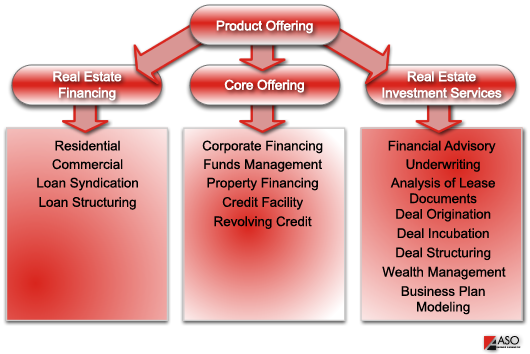 Product Offering
Real Estate
Financing
Core Offering
Real Estate
Investment Services
Residential
Commercial
Loan Syndication
Loan Structuring
Corporate Financing
Funds Management
Property Financing
Credit Facility
Revolving Credit
Financial Advisory
Underwriting
Analysis of Lease
Documents
Deal Origination
Deal Incubation
Deal Structuring
Wealth Management
Business Plan
Modeling
ASO